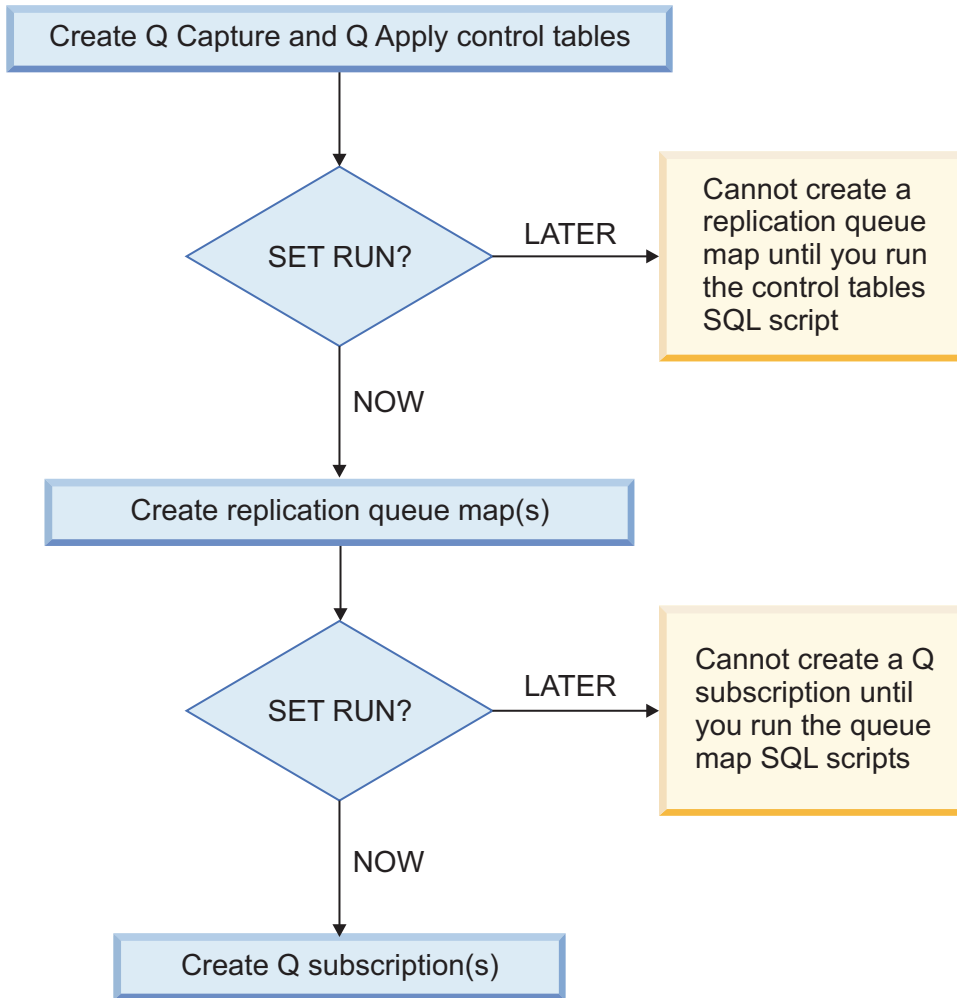 Create Q Capture and Q Apply control tables
SET RUN?
LATER
Cannot create a
replication queue
map until you run
the control tables
SQL script
NOW
Create replication queue map(s)
SET RUN?
LATER
Cannot create a Q
subscription until
you run the queue
map SQL scripts
NOW
Create Q subscription(s)